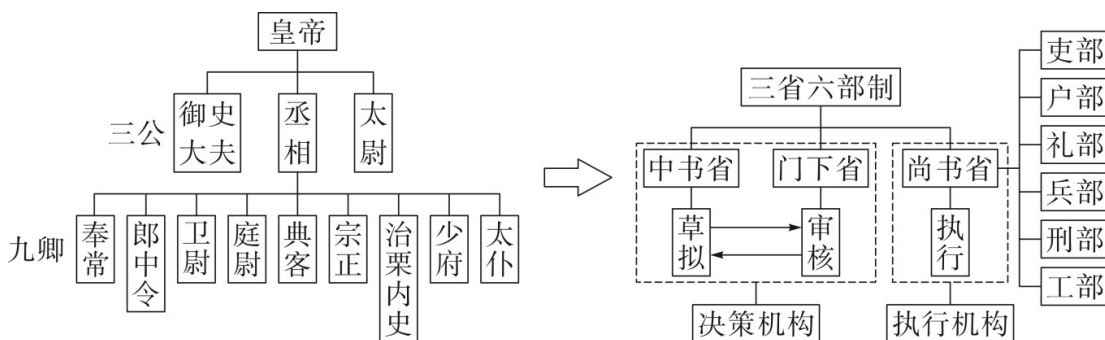 皇帝
三公
御史大夫
丞相
太尉
九卿
奉常
郎中令
卫尉
庭尉
典客
宗正
治栗内史
少府
太仆
三省六部制
中书省
门下省
尚书省
草拟
审核
执行
决策机构
执行机构
吏部
户部
礼部
兵部
刑部
工部